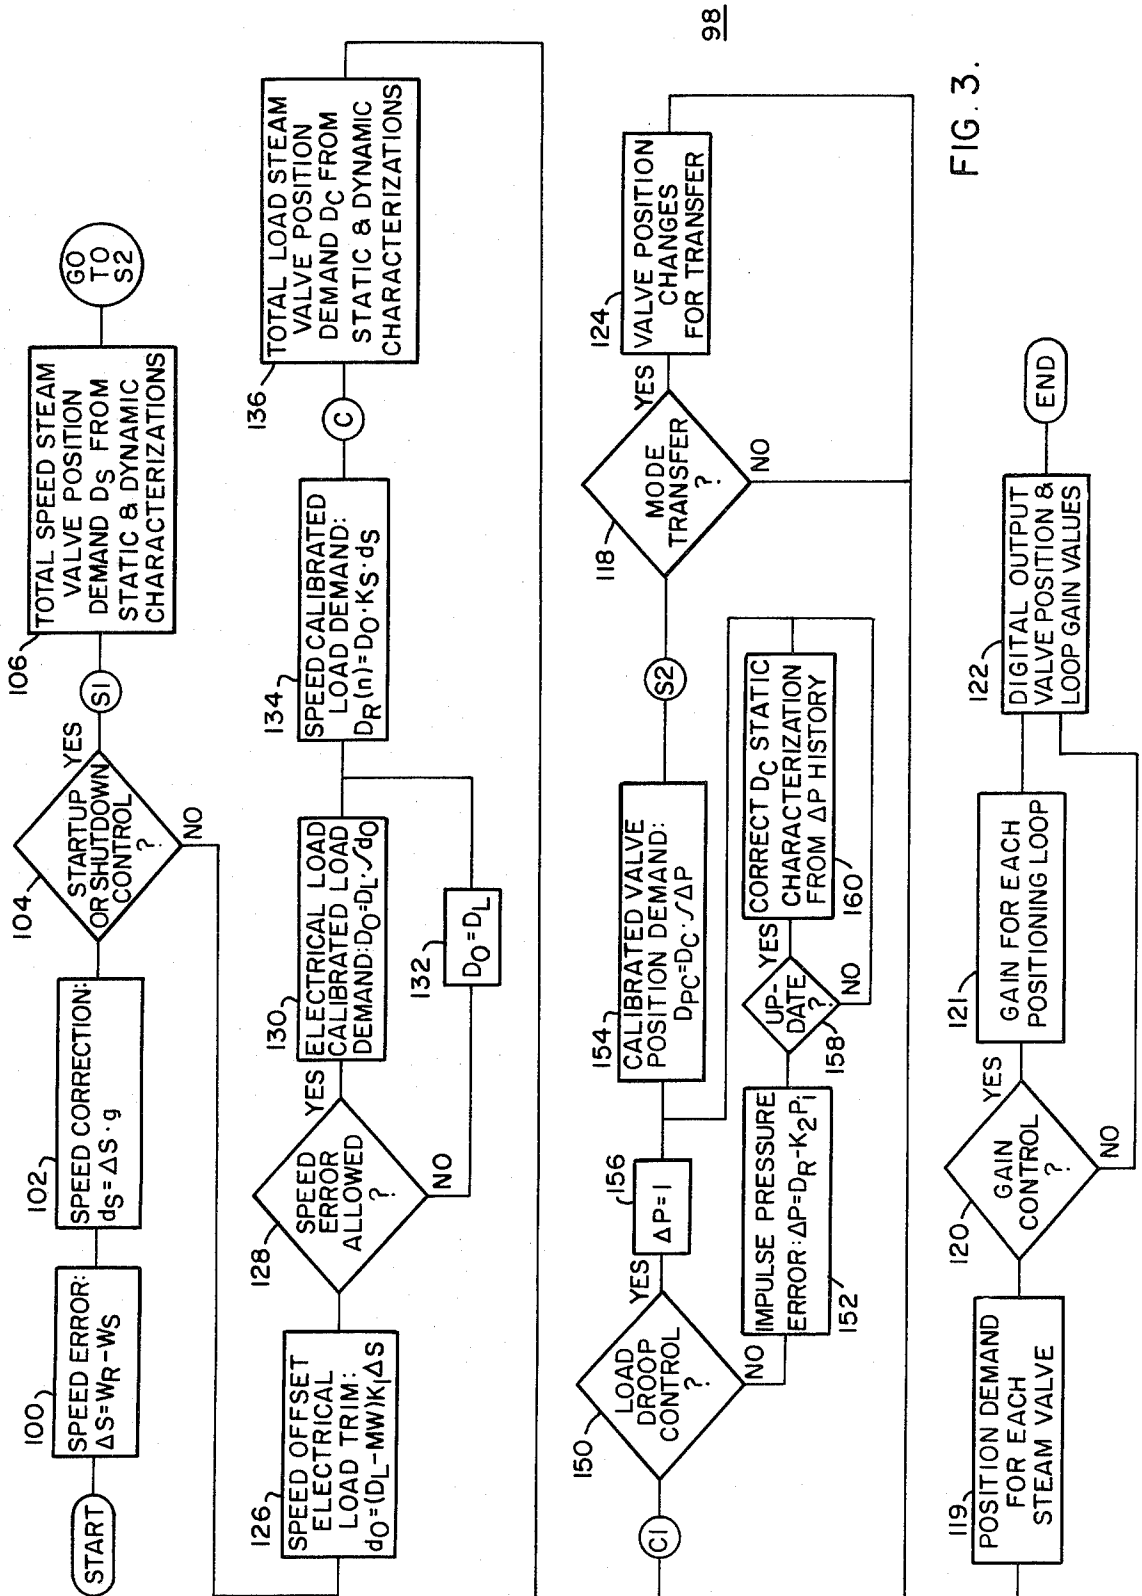 START
100
SPEED ERROR:
ΔS=WR-WS
102
SPEED CORRECTION:
dS=ΔS·g
104
STARTUP
OR SHUTDOWN
CONTROL
?
YES
NO
S1
106
TOTAL SPEED STEAM
VALVE POSITION
DEMAND DS FROM
STATIC & DYNAMIC
CHARACTERIZATIONS
GO
TO
S2
126
SPEED OFFSET
ELECTRICAL
LOAD TRIM:
dO=(DL-MW)K1ΔS
128
SPEED
ERROR
ALLOWED
?
YES
NO
130
ELECTRICAL LOAD
CALIBRATED LOAD
DEMAND:DO=DL·∫dO
132
DO=DL
134
SPEED CALIBRATED
LOAD DEMAND:
DR(n)=DO·KS·dS
C
136
TOTAL LOAD STEAM
VALVE POSITION
DEMAND DC FROM
STATIC & DYNAMIC
CHARACTERIZATIONS
C1
150
LOAD
DROOP
CONTROL
?
YES
NO
156
ΔP=1
152
IMPULSE PRESSURE
ERROR:ΔP=DR-K2Pi
154
CALIBRATED VALVE
POSITION DEMAND:
DPC=DC·∫ΔP
158
UP-
DATE
?
YES
NO
160
CORRECT DC STATIC
CHARACTERIZATION
FROM ΔP HISTORY
S2
118
MODE
TRANSFER
?
YES
NO
124
VALVE POSITION
CHANGES
FOR TRANSFER
98
119
POSITION DEMAND
FOR EACH
STEAM VALVE
120
GAIN
CONTROL
?
YES
NO
121
GAIN FOR EACH
POSITIONING LOOP
122
DIGITAL OUTPUT
VALVE POSITION &
LOOP GAIN VALUES
END
FIG. 3.